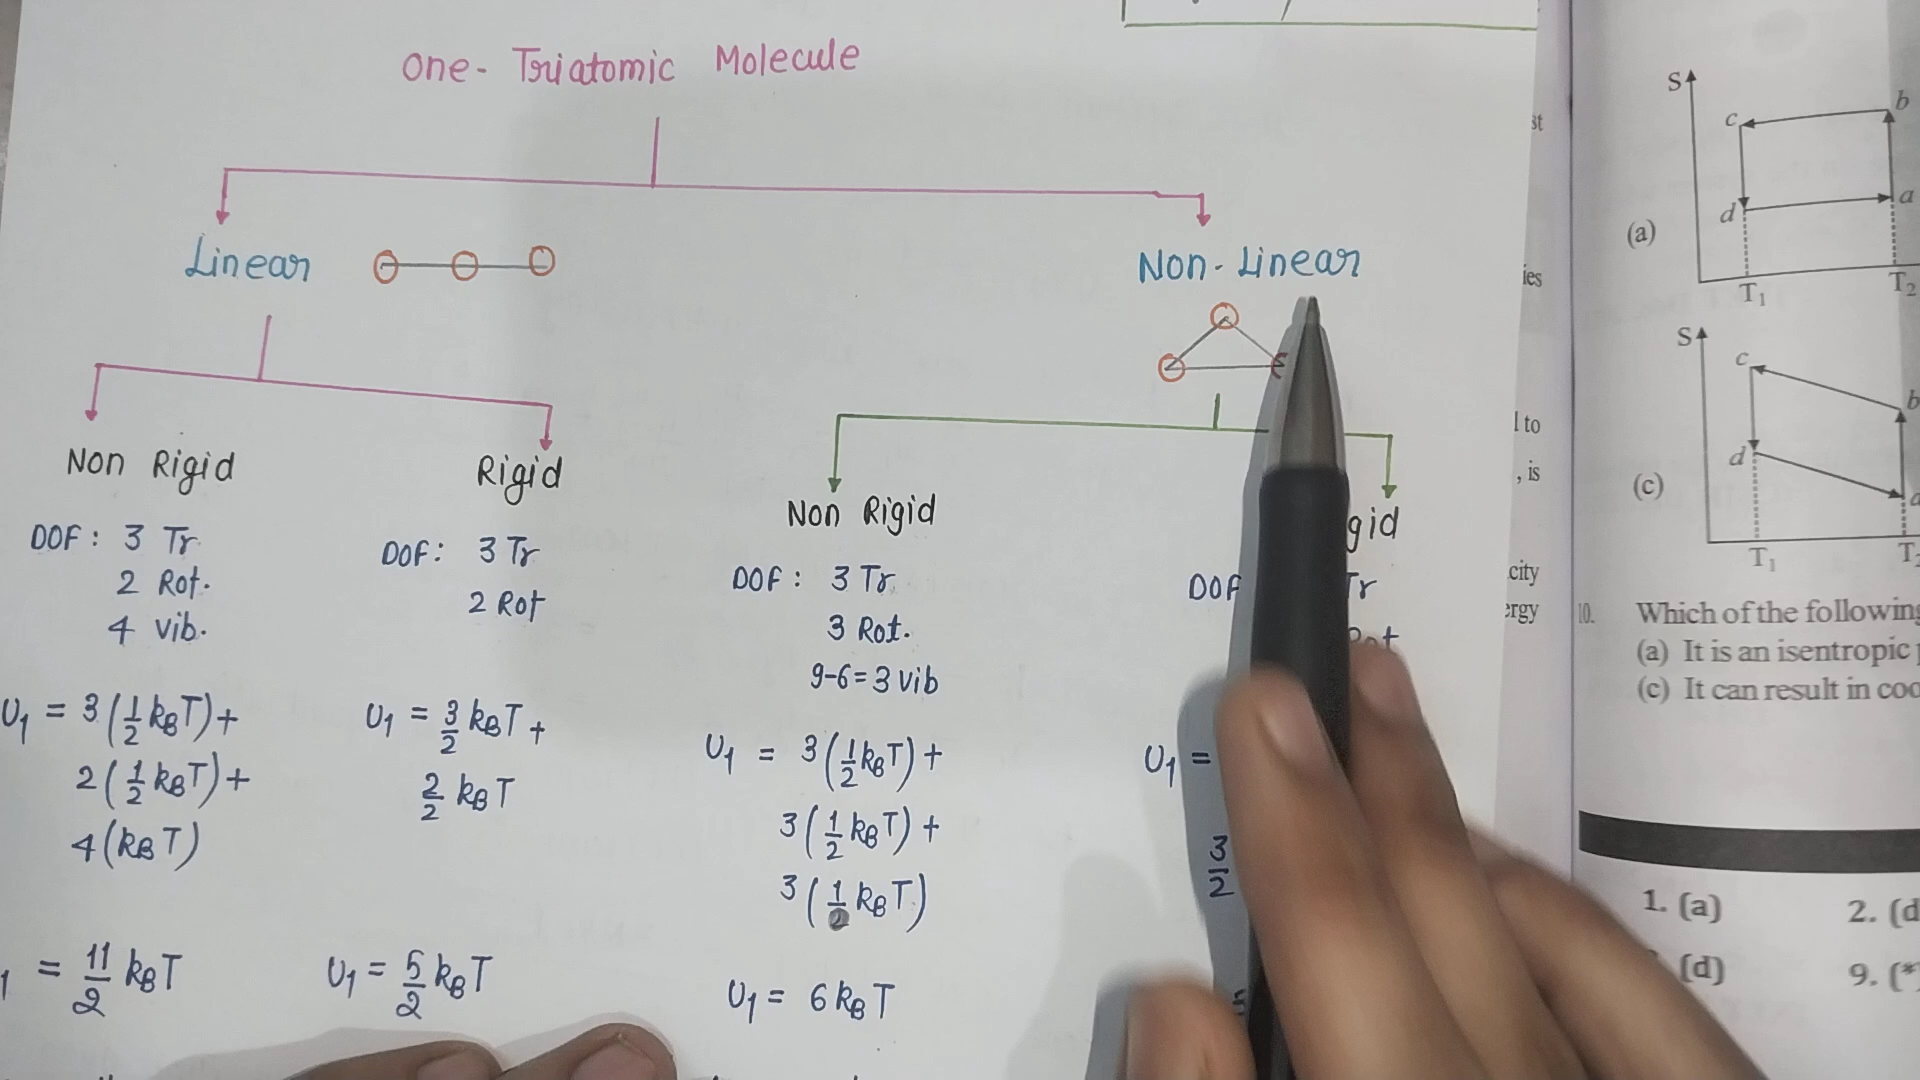 One- Triatomic Molecule
Linear
Non-Linear
Non Rigid
DOF: 3 Tr
2 Rot.
4 vib.
U₁ = 3(1/2 kBT)+
2(1/2 kBT)+
4(kBT)
= 11/2 kBT
Rigid
DOF: 3 Tr
2 Rot
U₁ = 3/2 kBT +
2/2 kBT
U₁ = 5/2 kBT
Non Rigid
DOF: 3 Tr.
3 Rot.
9-6=3 vib
U₁ = 3(1/2 kBT)+
3(1/2 kBT)+
3(1/2 kBT)
U₁ = 6 kBT
gid
DOF Tr
U₁ =
3/2
st
ies
to
, is
city
ergy
S
c b
d a
(a)
T₁ T₂
S
c b
d
(c)
T₁
10. Which of the following
(a) It is an isentropic
(c) It can result in coo
1. (a) 2. (d
(d) 9. (*